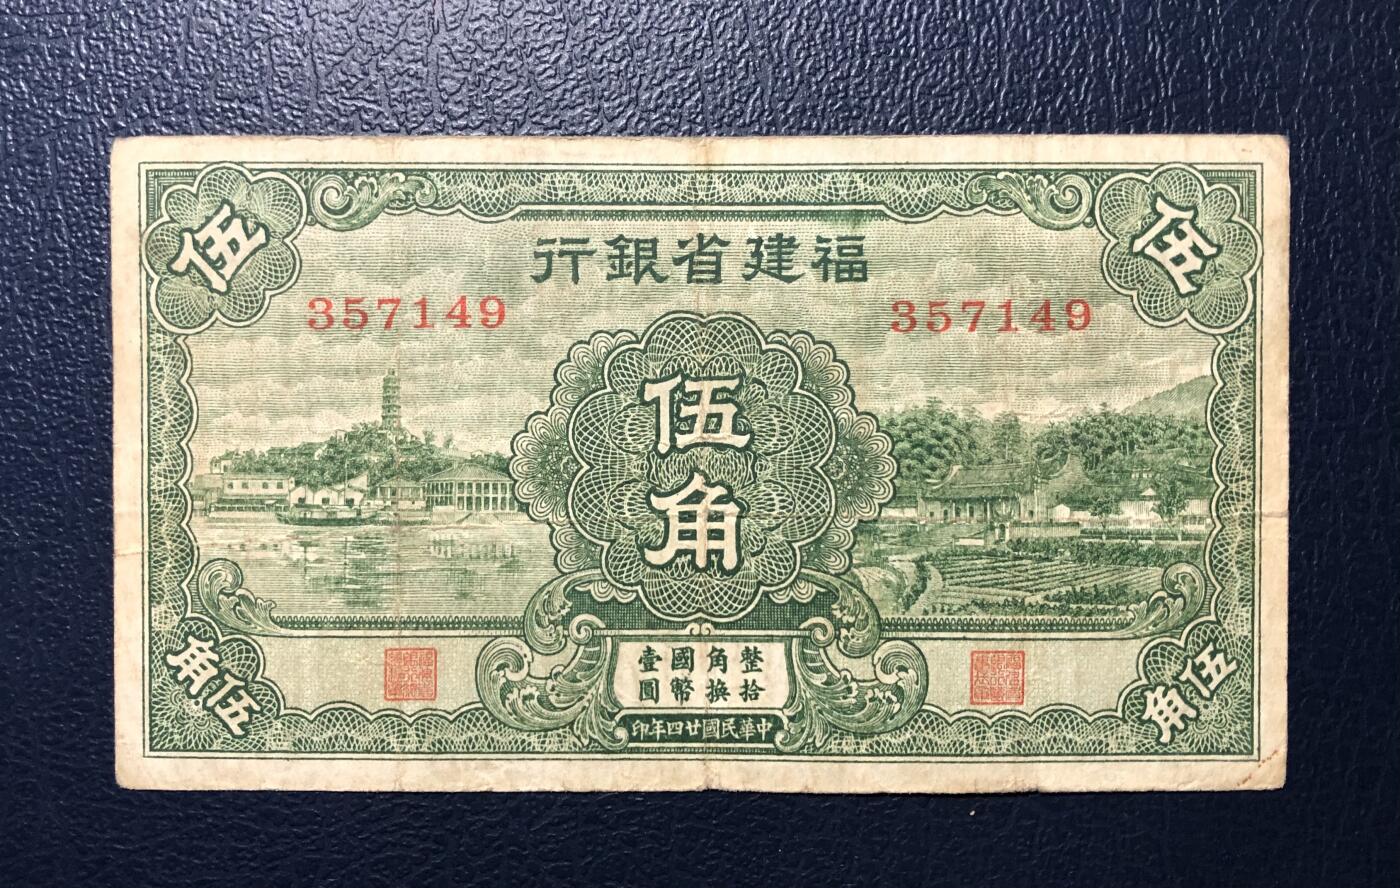 伍
伍
福建省銀行
357149
357149
伍角
整拾角換國幣壹圓
中華民國廿四年印
伍角
伍角